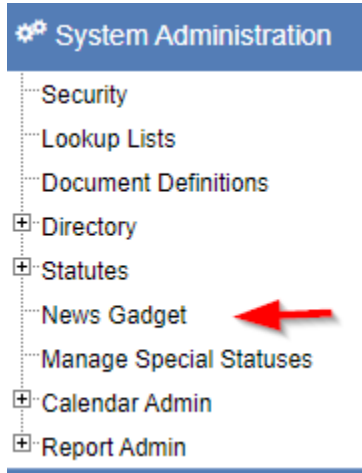 System Administration
Security
Lookup Lists
Document Definitions
Directory
Statutes
News Gadget
Manage Special Statuses
Calendar Admin
Report Admin